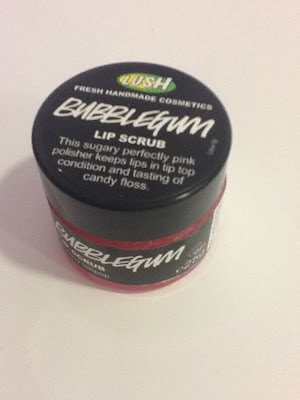 LUSH
FRESH HANDMADE COSMETICS
BUBBLEGUM
LIP SCRUB
This sugary perfectly pink
polisher keeps lips in tip top
condition and tasting of
candy floss.
BUBBLEGUM
SCRUB